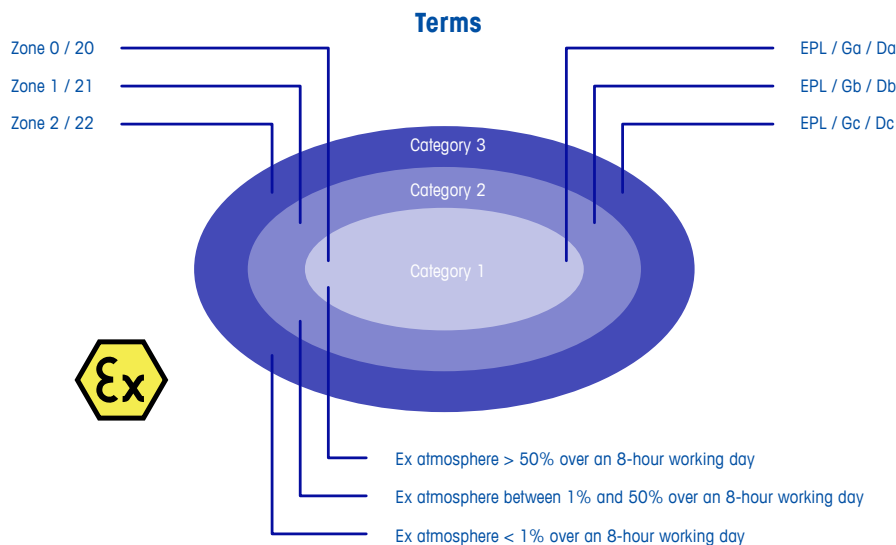 Terms
Zone 0 / 20
EPL / Ga / Da
Zone 1 / 21
EPL / Gb / Db
Zone 2 / 22
EPL / Gc / Dc
Category 3
Category 2
Category 1
Ex
Ex atmosphere > 50% over an 8-hour working day
Ex atmosphere between 1% and 50% over an 8-hour working day
Ex atmosphere < 1% over an 8-hour working day